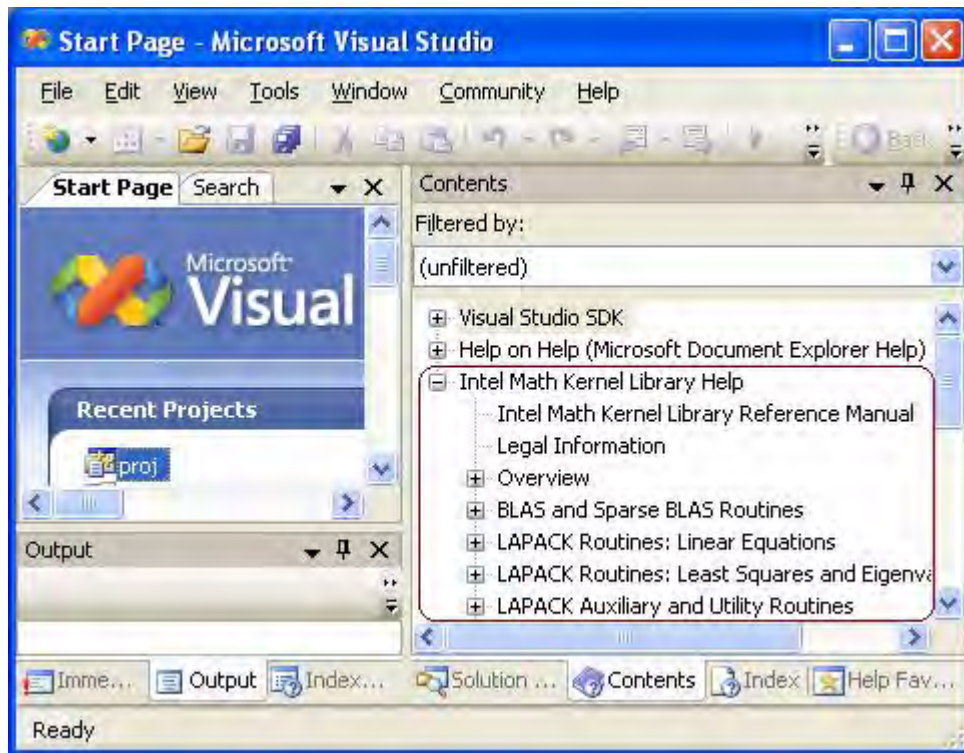 Start Page - Microsoft Visual Studio
File Edit View Tools Window Community Help
Back
Start Page Search
Microsoft
Visual
Recent Projects
proj
Output
Contents
Filtered by:
(unfiltered)
Visual Studio SDK
Help on Help (Microsoft Document Explorer Help)
Intel Math Kernel Library Help
Intel Math Kernel Library Reference Manual
Legal Information
Overview
BLAS and Sparse BLAS Routines
LAPACK Routines: Linear Equations
LAPACK Routines: Least Squares and Eigenva
LAPACK Auxiliary and Utility Routines
Imme... Output Index... Solution ... Contents Index Help Fav...
Ready